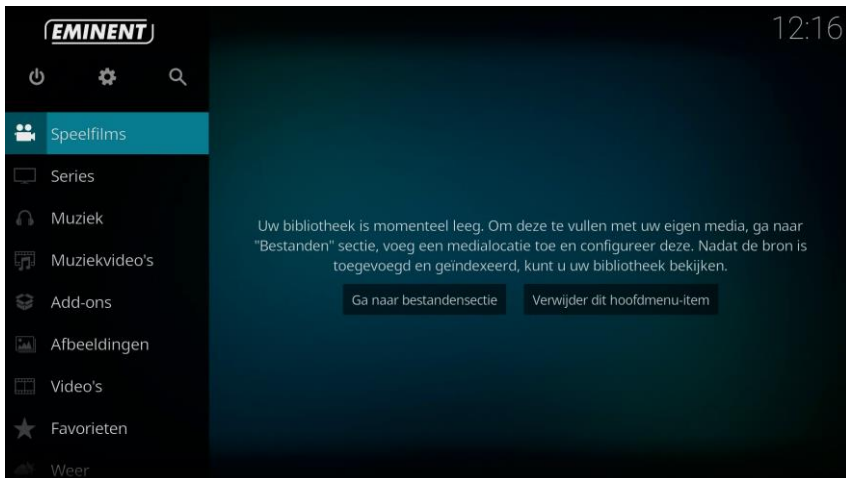 EMINENT
12:16
Speelfilms
Series
Muziek
Muziekvideo's
Add-ons
Afbeeldingen
Video's
Favorieten
Weer
Uw bibliotheek is momenteel leeg. Om deze te vullen met uw eigen media, ga naar
"Bestanden" sectie, voeg een medialocatie toe en configureer deze. Nadat de bron is
toegevoegd en geïndexeerd, kunt u uw bibliotheek bekijken.
Ga naar bestandensectie
Verwijder dit hoofdmenu-item